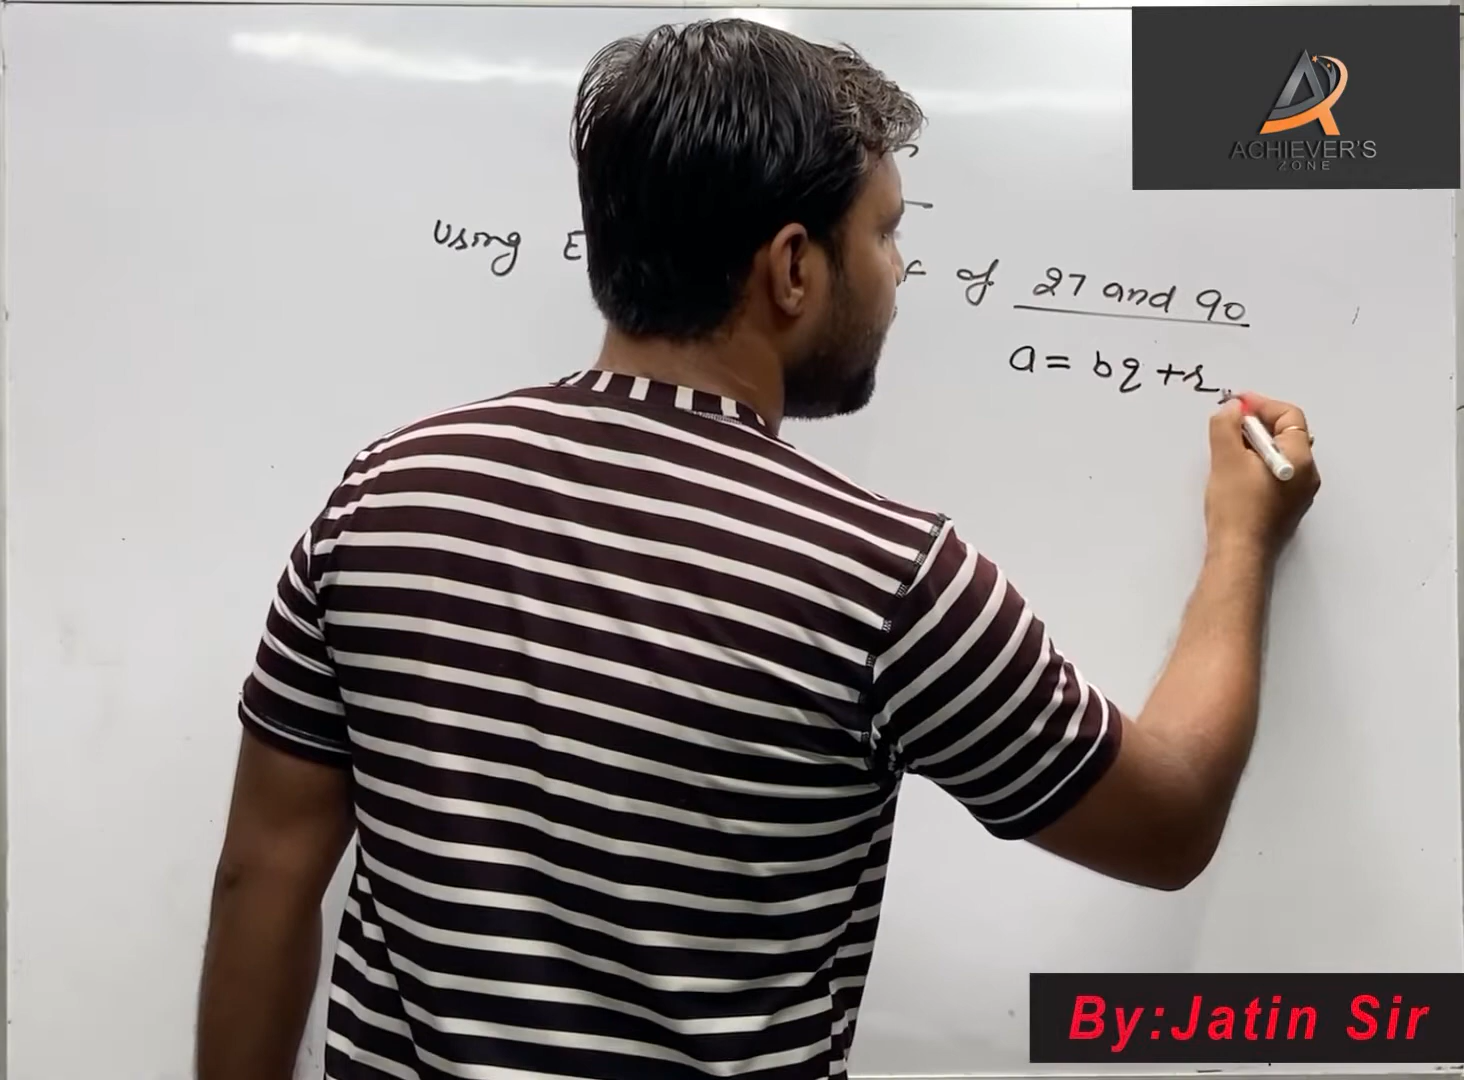 ACHIEVER'S
ZONE
Using of 27 and 90
a = bq + r
By:Jatin Sir